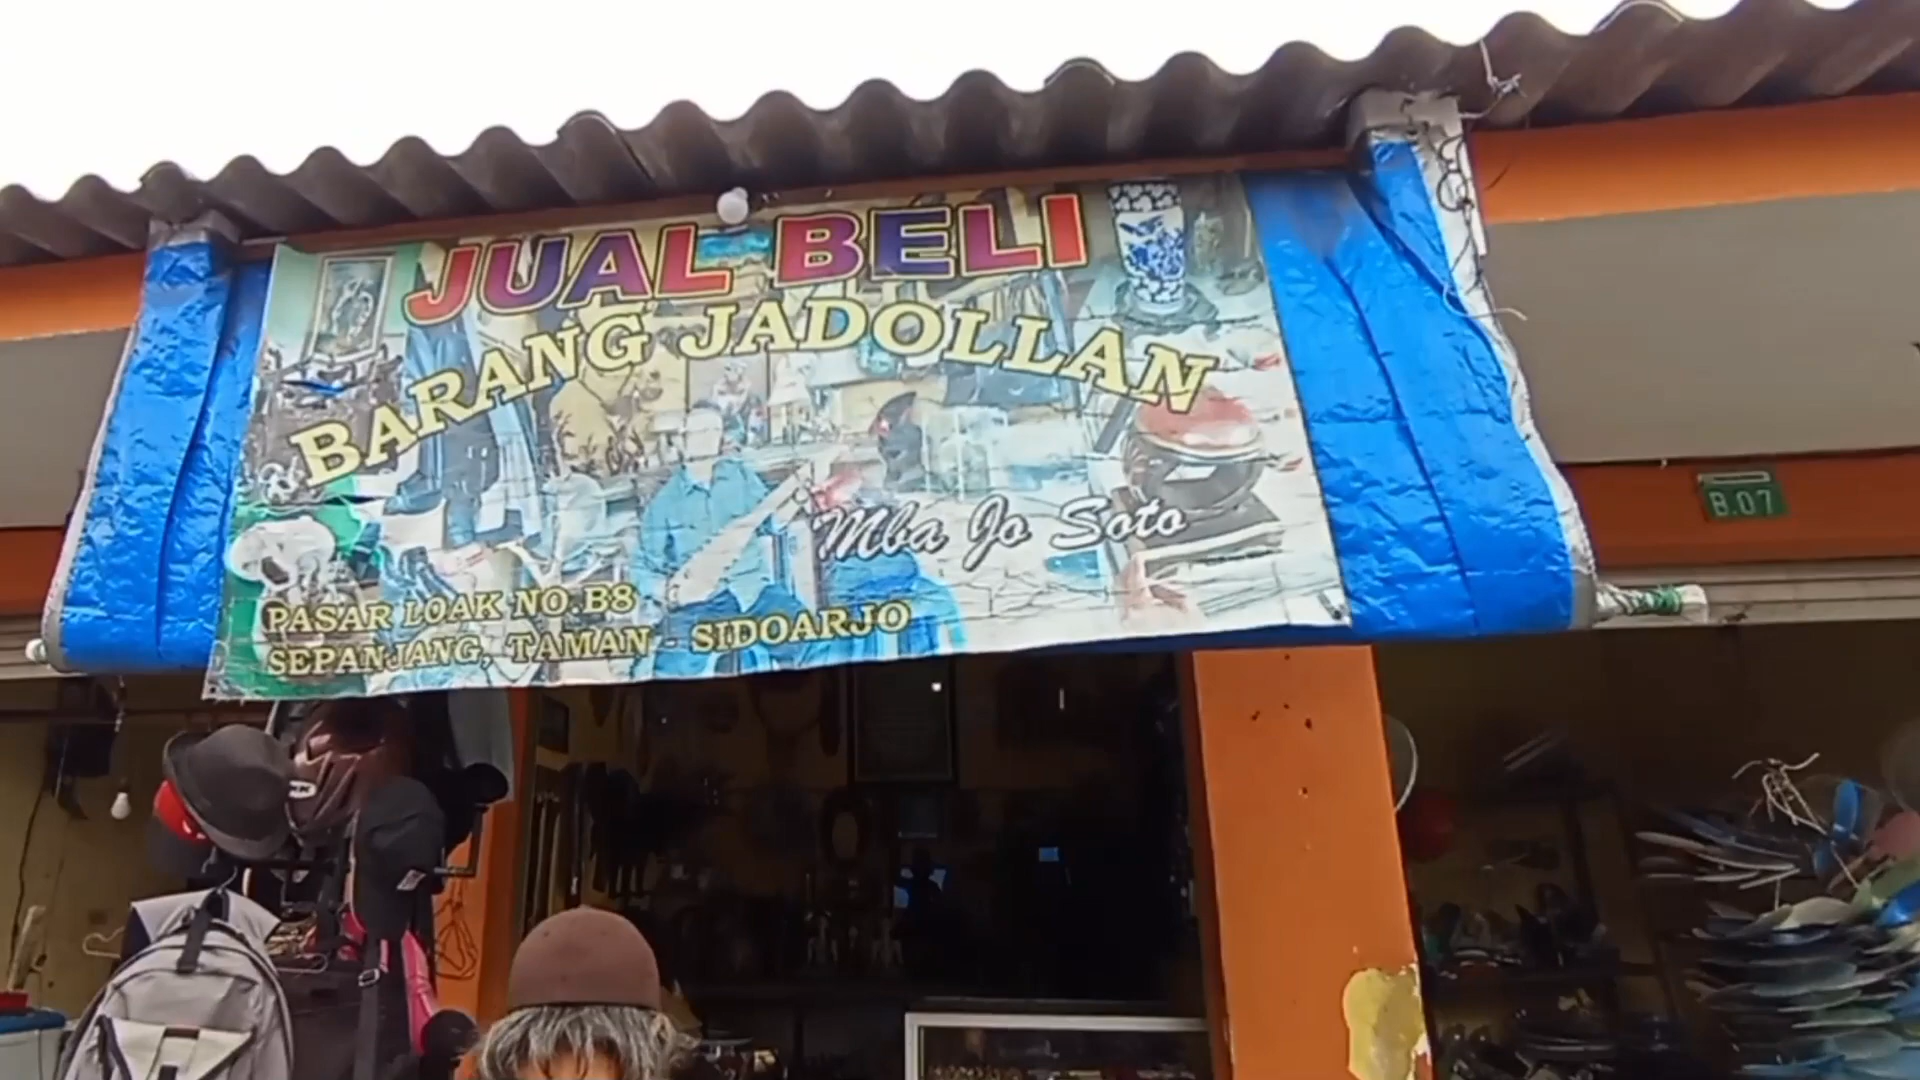 JUAL BELI
BARANG JADOLLAN
Mba Jo Soto
PASAR LOAK NO.B8
SEPANJANG, TAMAN - SIDOARJO
B.07